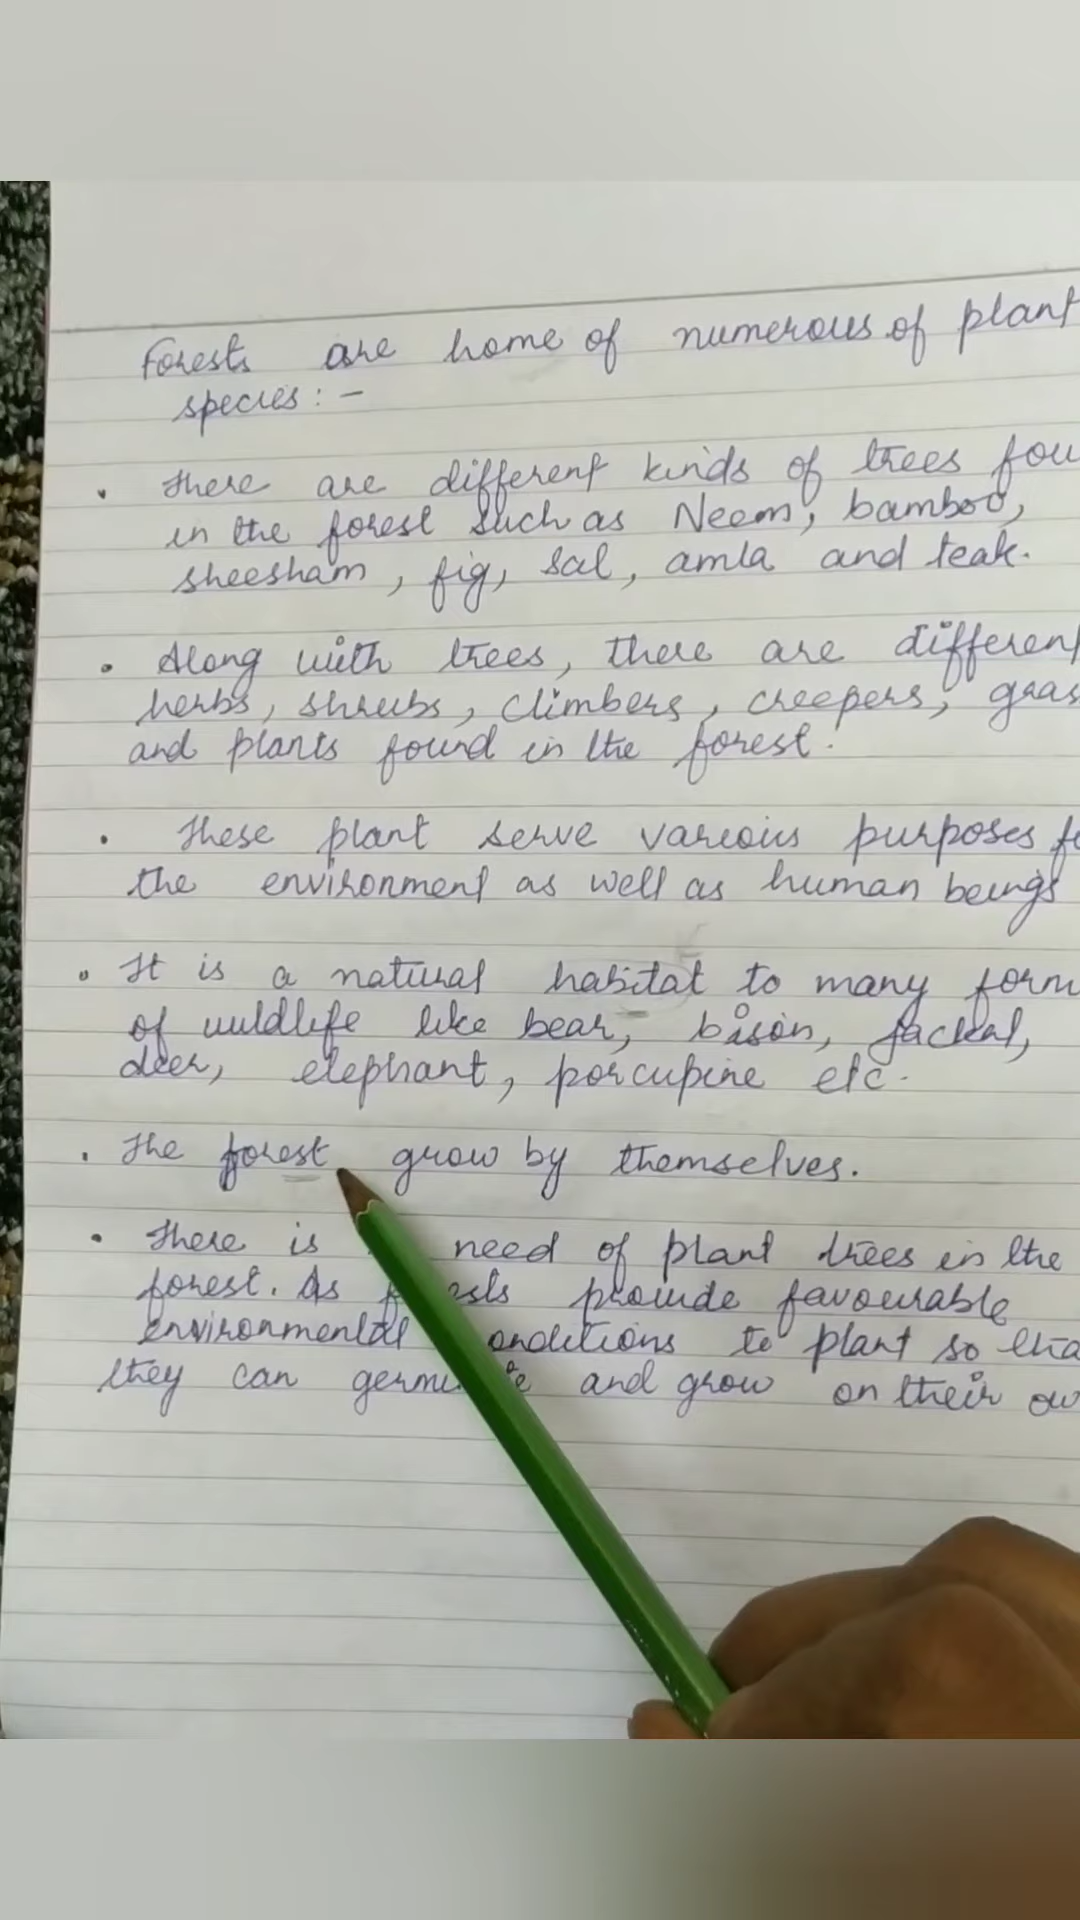 Forests are home of numerous of plant
species : -
. There are different kinds of trees fou
in the forest such as Neem, bamboo,
sheesham, fig, sal, amla and teak.
. Along with trees, there are different
herbs, shrubs, climbers, creepers, gras
and plants found in the forest.
. These plant serve various purposes fo
the environment as well as human beings
. It is a natural habitat to many form
of wildlife like bear, bison, jackal,
deer, elephant, porcupine etc.
. The forest grow by themselves.
. There is need of plant trees in the
forest. As f ests provide favourable
environmental onditions to plant so tha
they can germi e and grow on their ow